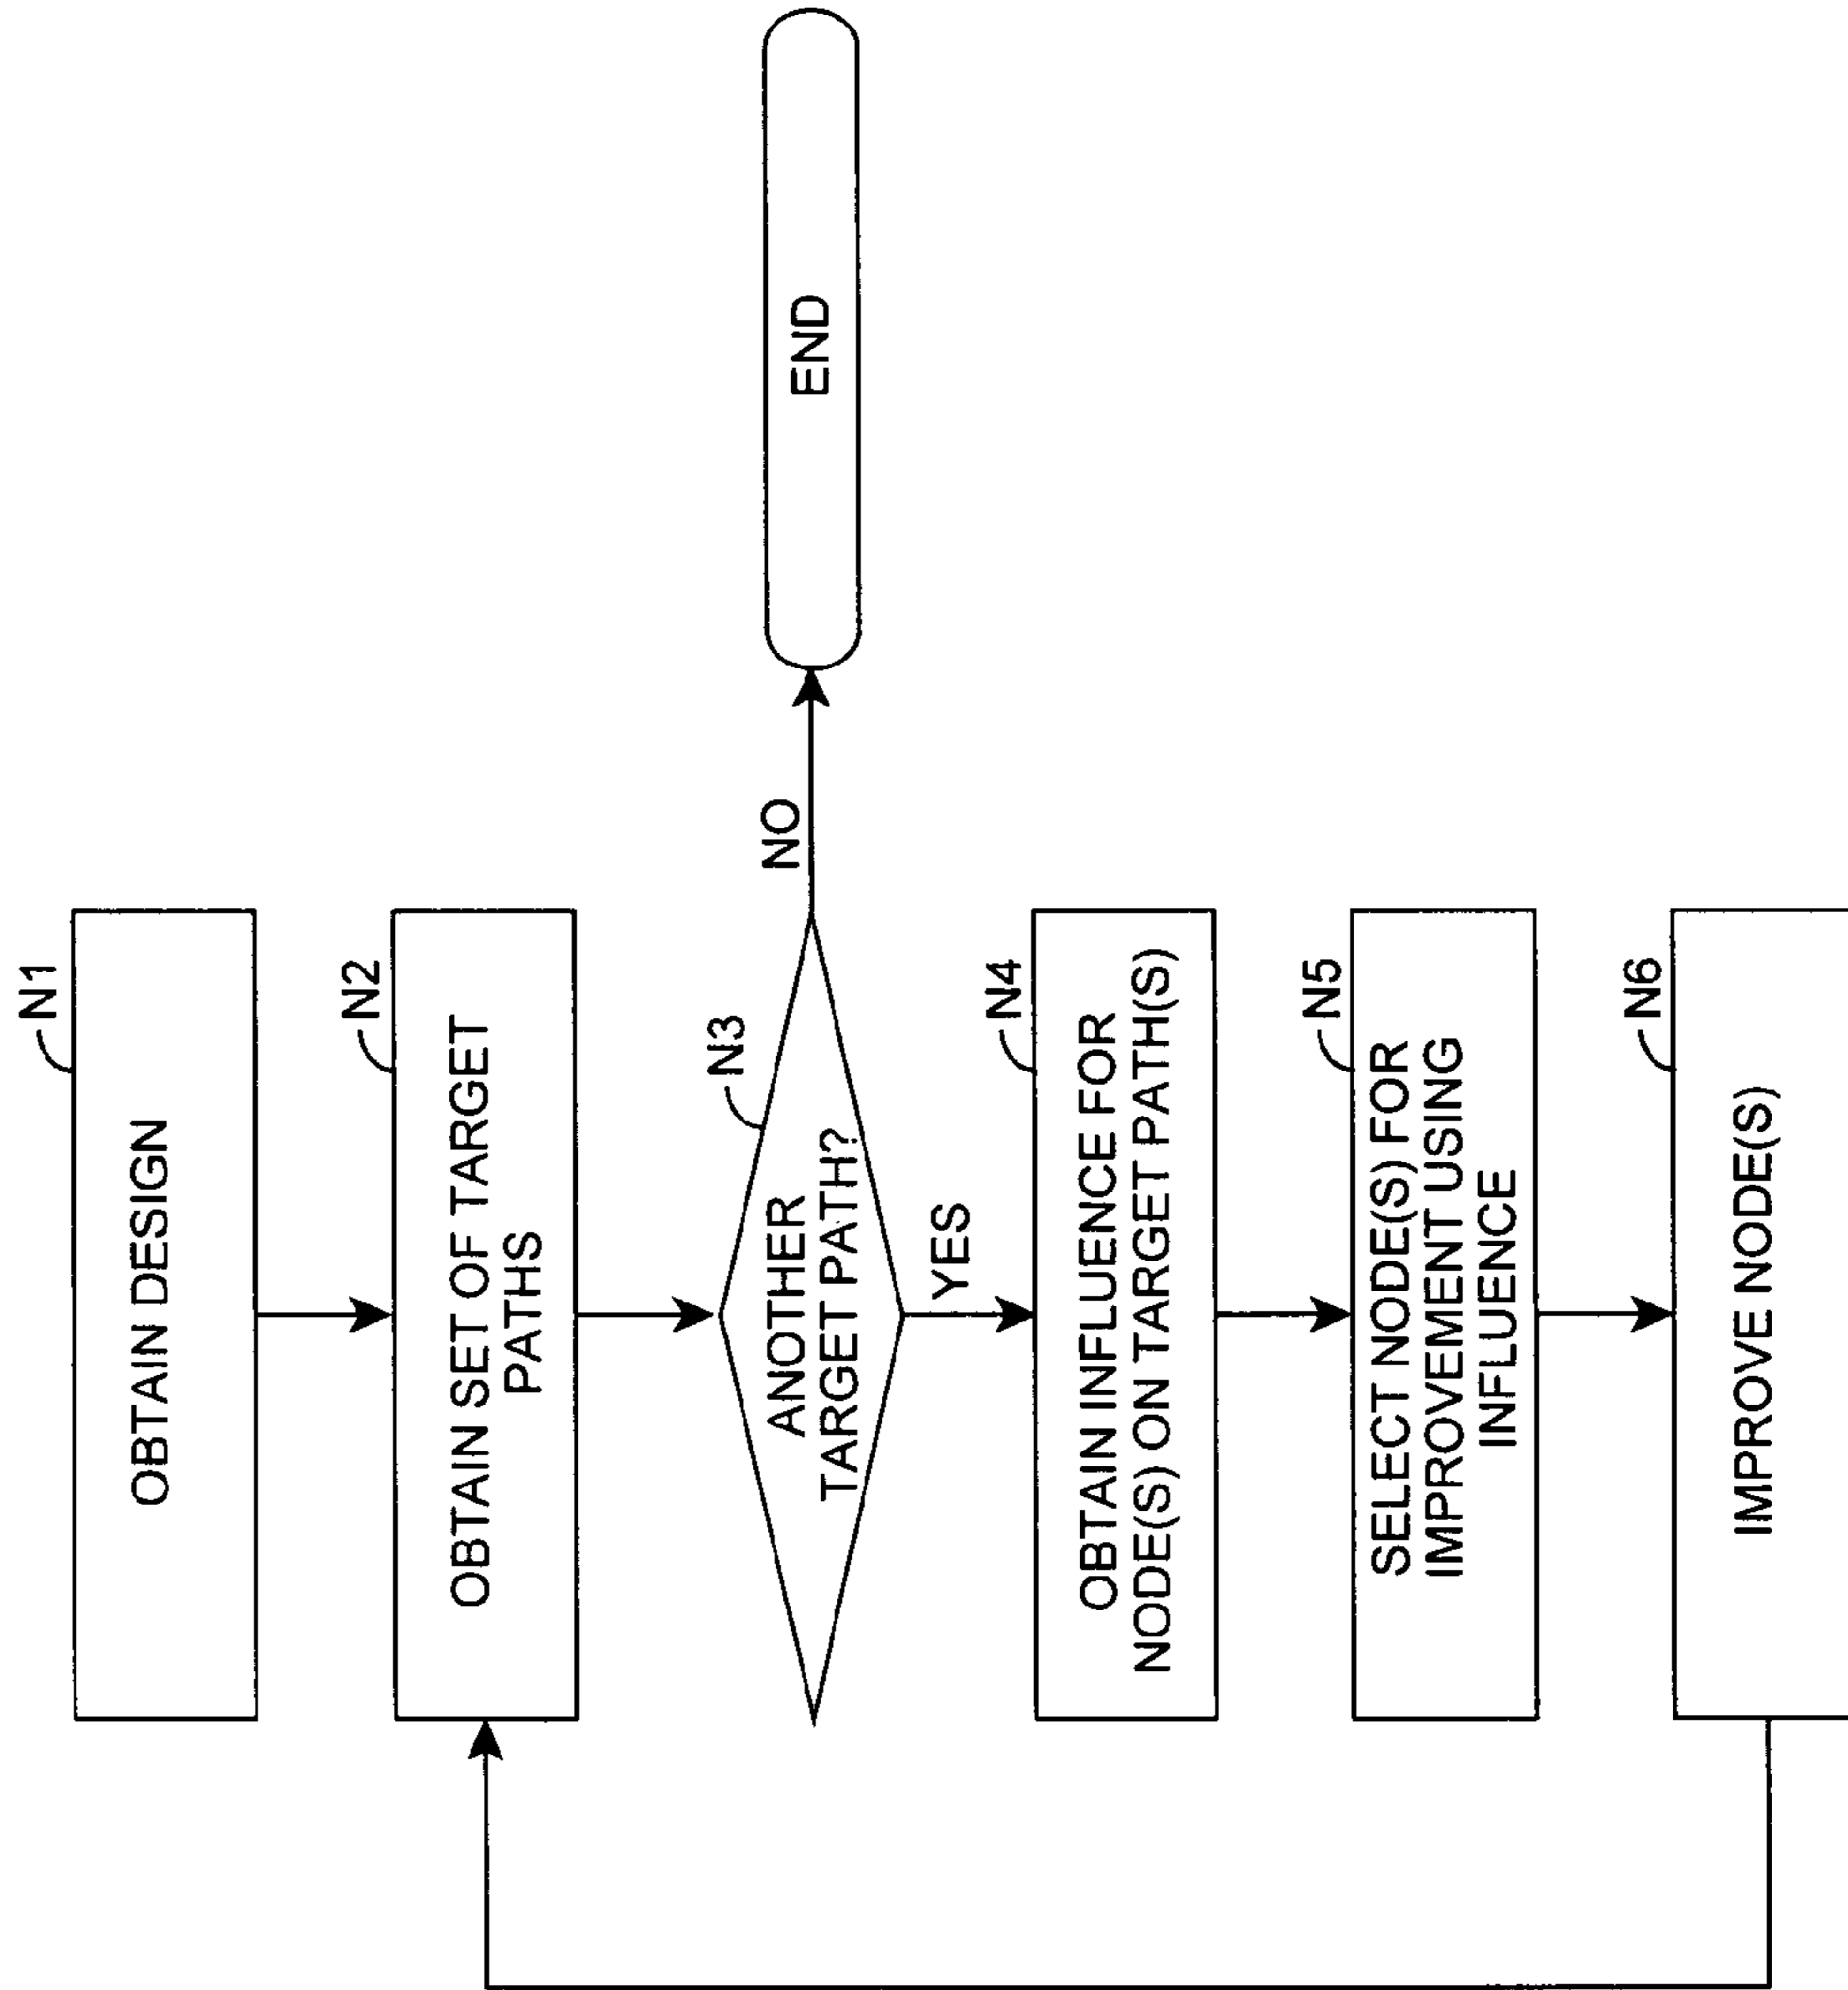 N1
OBTAIN DESIGN
N2
OBTAIN SET OF TARGET
PATHS
N3
ANOTHER
TARGET PATH?
NO
END
YES
N4
OBTAIN INFLUENCE FOR
NODE(S) ON TARGET PATH(S)
N5
SELECT NODE(S) FOR
IMPROVEMENT USING
INFLUENCE
N6
IMPROVE NODE(S)